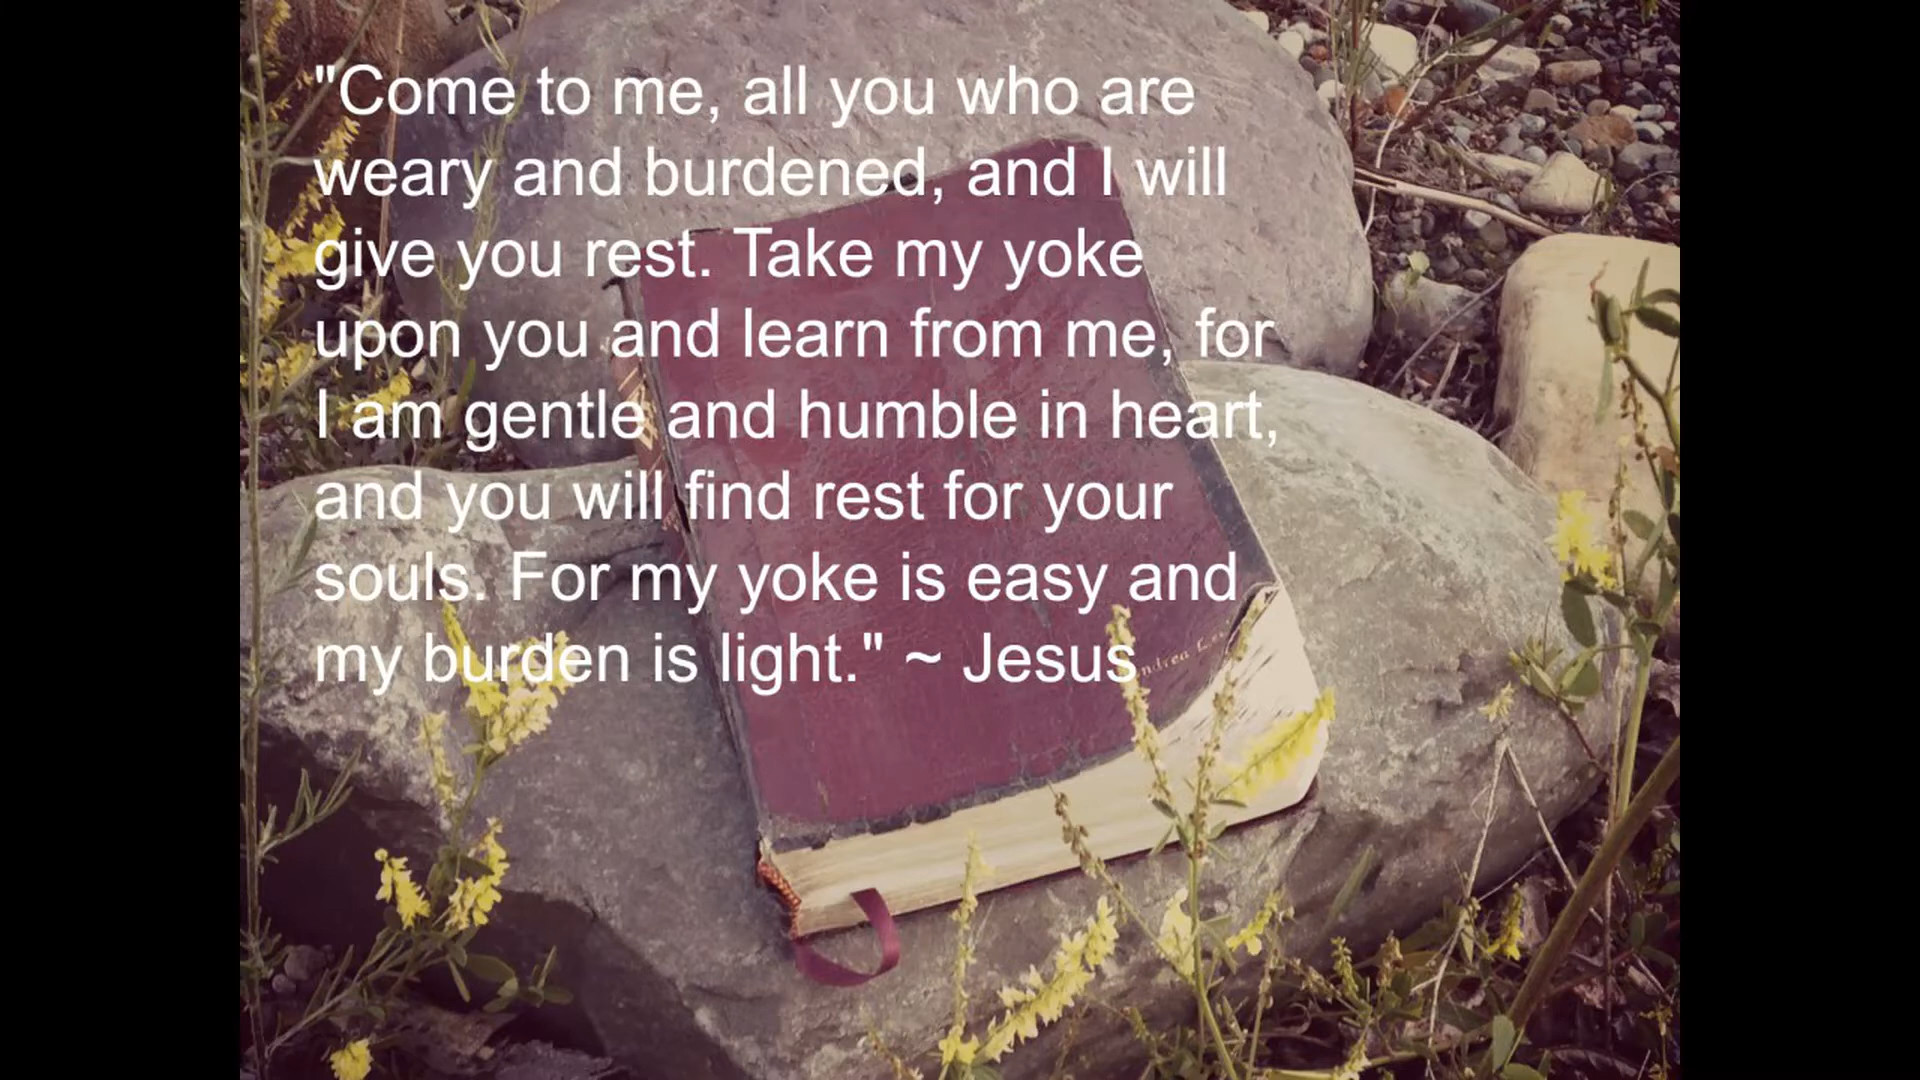 "Come to me, all you who are
weary and burdened, and I will
give you rest. Take my yoke
upon you and learn from me, for
I am gentle and humble in heart,
and you will find rest for your
souls. For my yoke is easy and
my burden is light." ~ Jesus